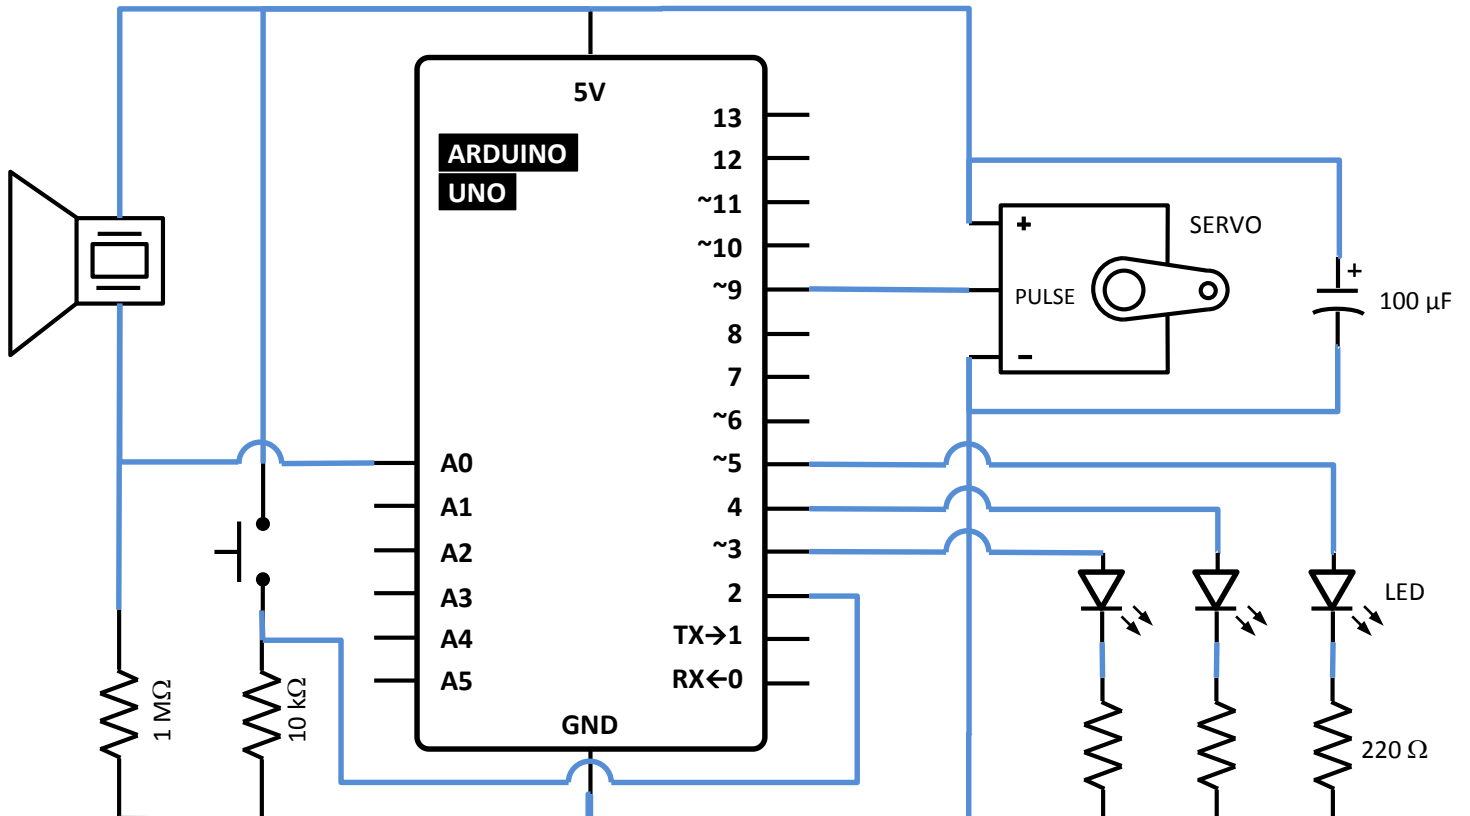 5V
ARDUINO
UNO
13
12
~11
~10
~9
8
7
~6
~5
4
~3
2
TX→1
RX←0
A0
A1
A2
A3
A4
A5
GND
+
PULSE
−
SERVO
+
100 µF
LED
1 MΩ
10 kΩ
220 Ω